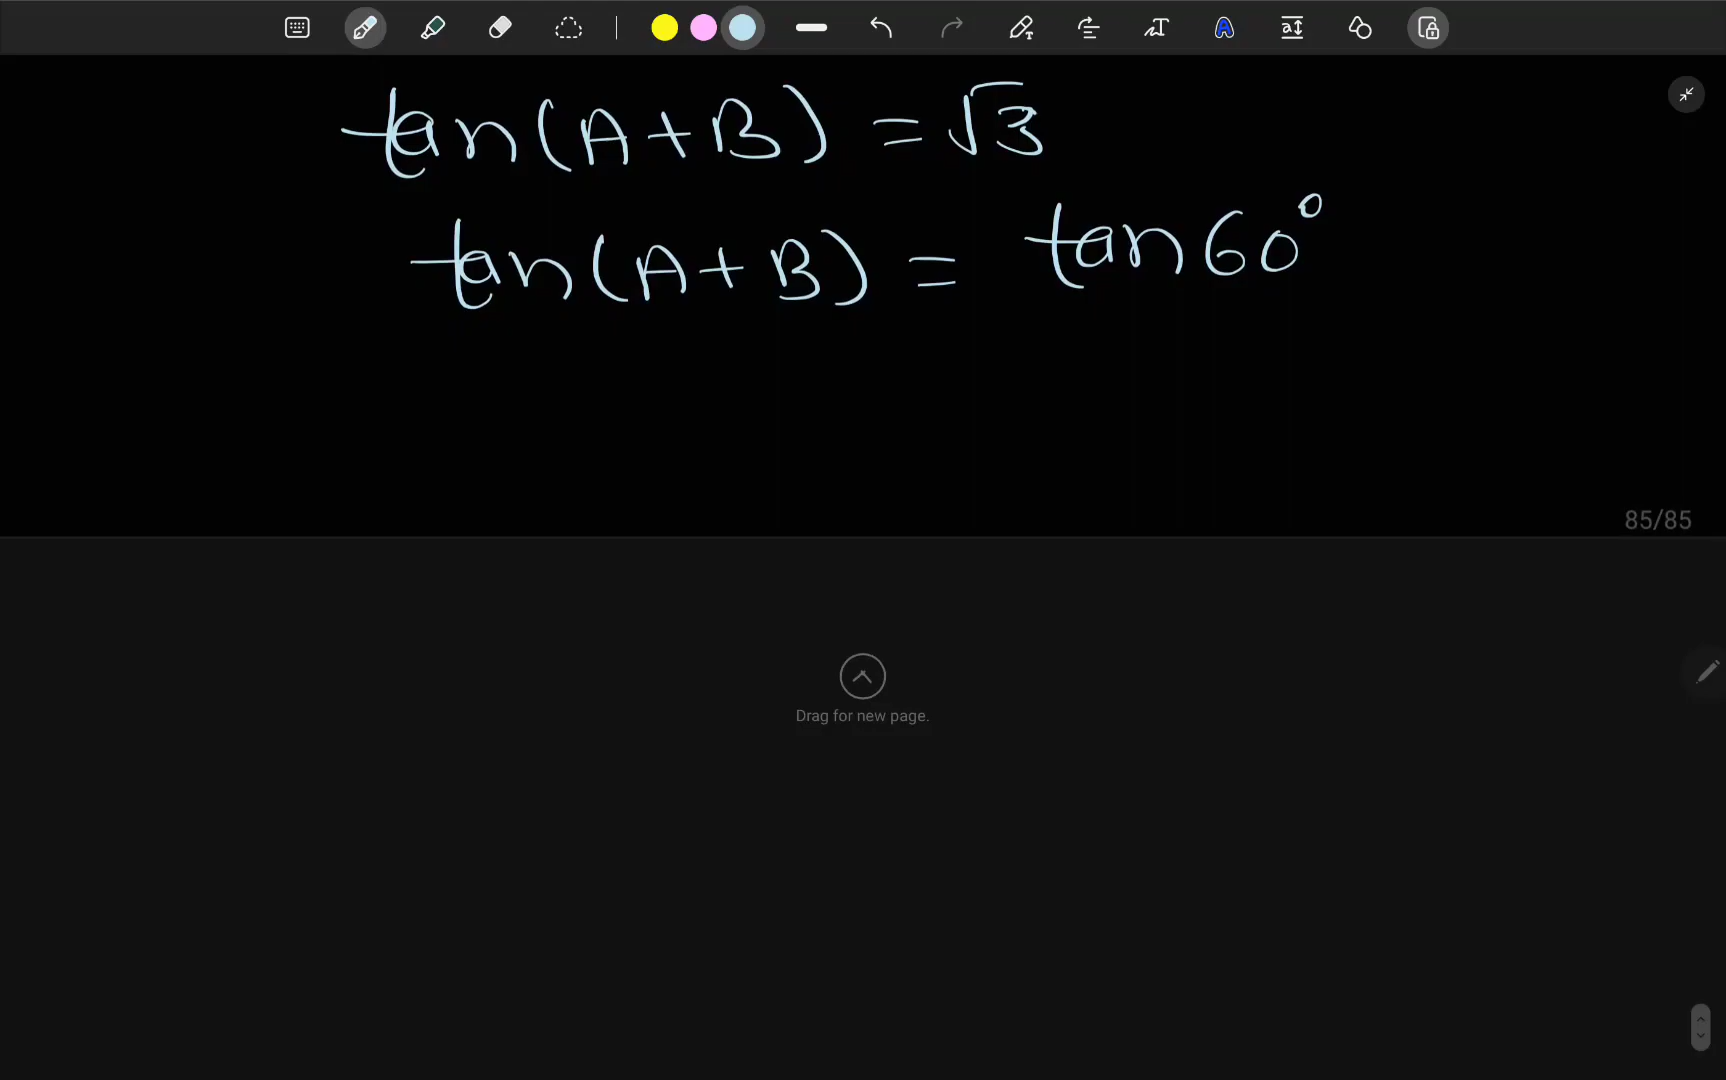 tan(A+B) = √3
tan(A+B) = tan60°
85/85
Drag for new page.